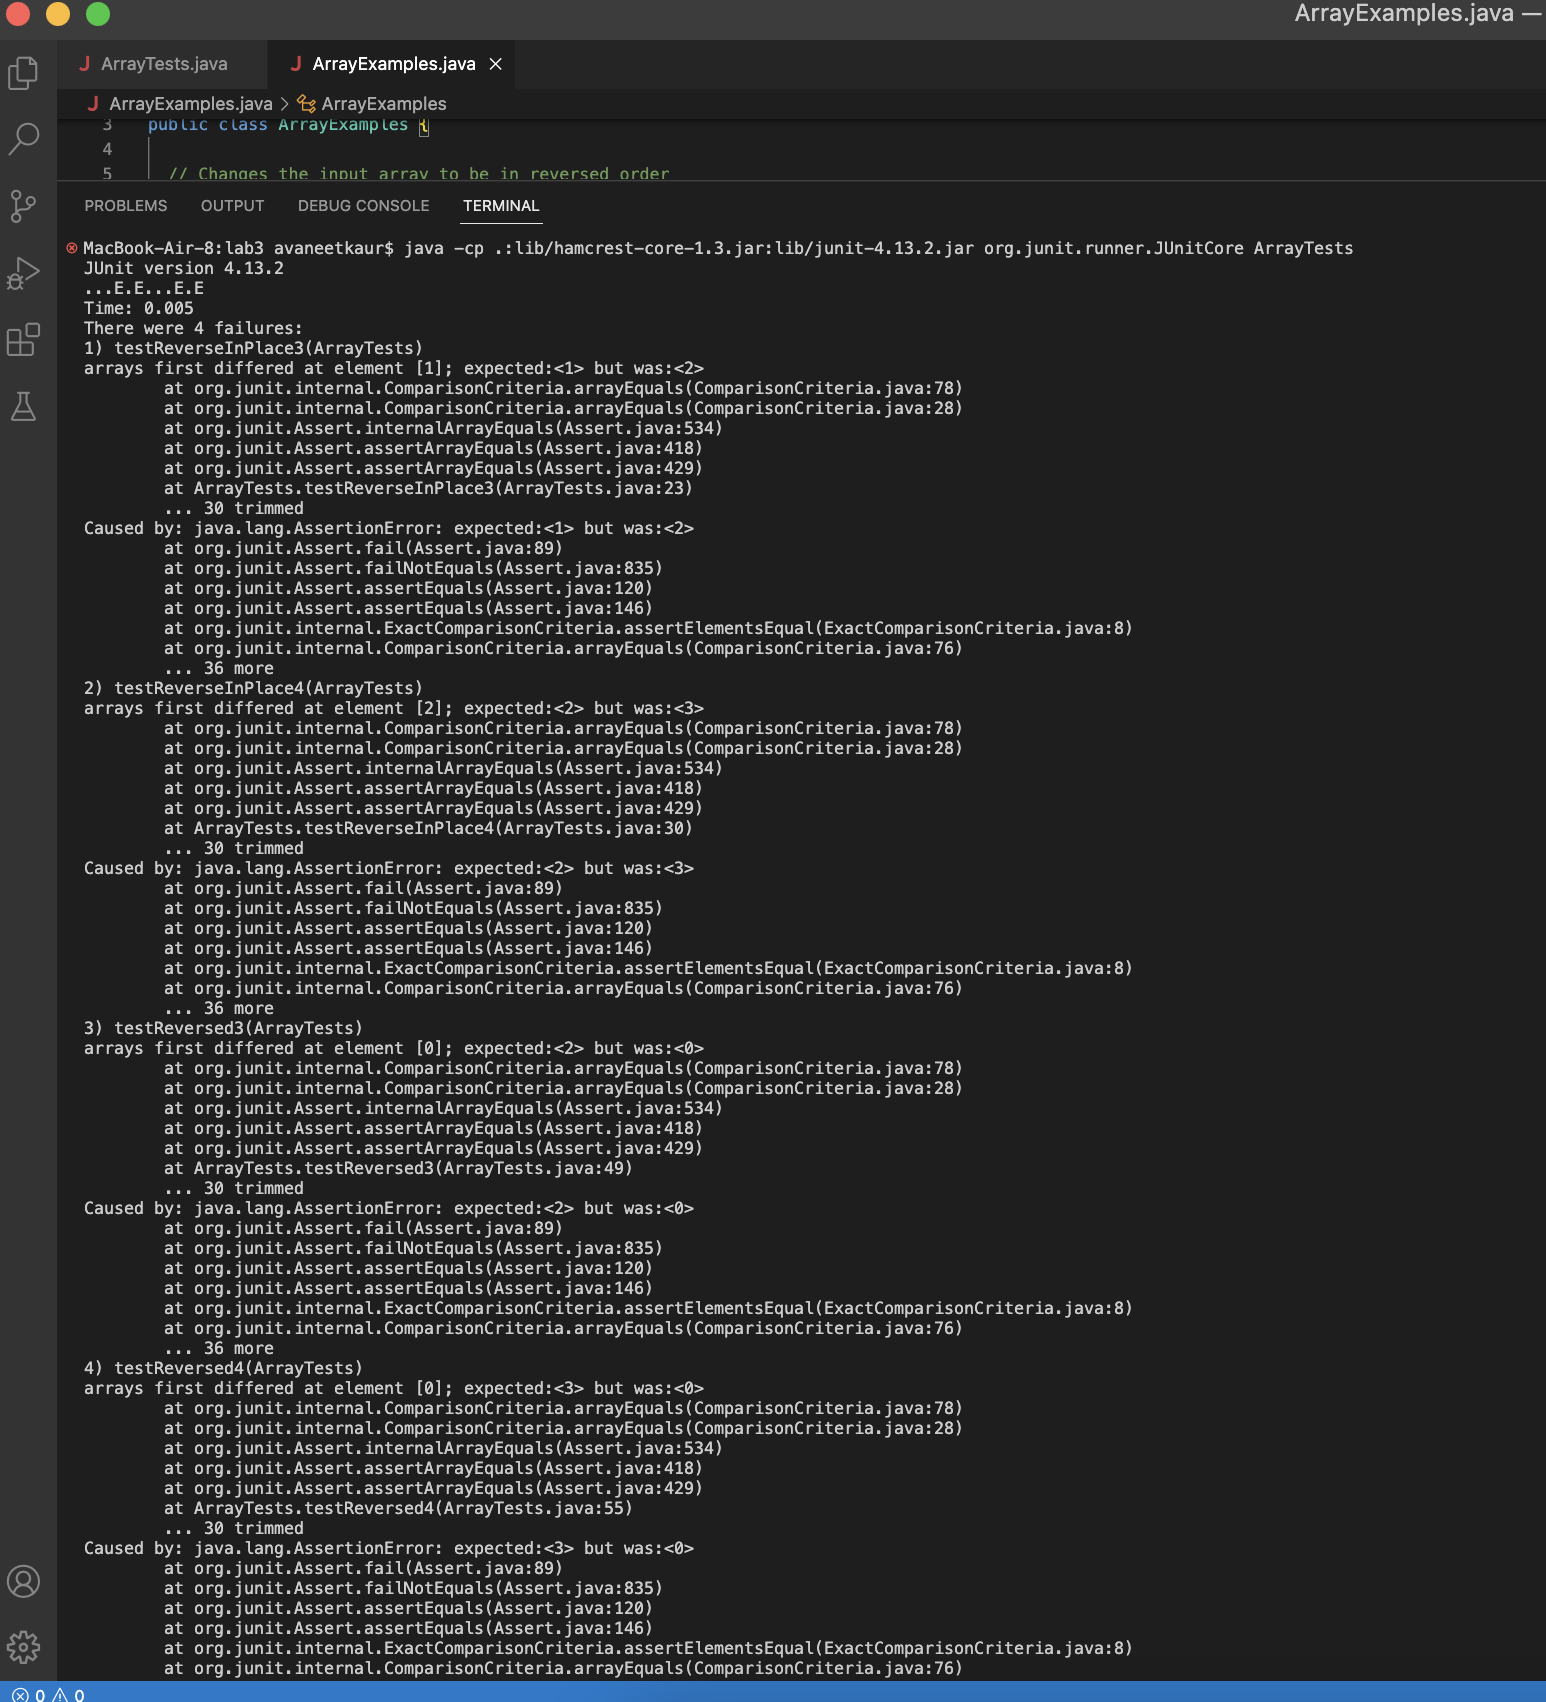 ArrayExamples.java —
J ArrayTests.java J ArrayExamples.java ×
J ArrayExamples.java > ArrayExamples
3 public class ArrayExamples {
4
5 // Changes the input array to be in reversed order
PROBLEMS OUTPUT DEBUG CONSOLE TERMINAL
MacBook-Air-8:lab3 avaneetkaur$ java -cp .:lib/hamcrest-core-1.3.jar:lib/junit-4.13.2.jar org.junit.runner.JUnitCore ArrayTests
JUnit version 4.13.2
...E.E...E.E
Time: 0.005
There were 4 failures:
1) testReverseInPlace3(ArrayTests)
arrays first differed at element [1]; expected:<1> but was:<2>
at org.junit.internal.ComparisonCriteria.arrayEquals(ComparisonCriteria.java:78)
at org.junit.internal.ComparisonCriteria.arrayEquals(ComparisonCriteria.java:28)
at org.junit.Assert.internalArrayEquals(Assert.java:534)
at org.junit.Assert.assertArrayEquals(Assert.java:418)
at org.junit.Assert.assertArrayEquals(Assert.java:429)
at ArrayTests.testReverseInPlace3(ArrayTests.java:23)
... 30 trimmed
Caused by: java.lang.AssertionError: expected:<1> but was:<2>
at org.junit.Assert.fail(Assert.java:89)
at org.junit.Assert.failNotEquals(Assert.java:835)
at org.junit.Assert.assertEquals(Assert.java:120)
at org.junit.Assert.assertEquals(Assert.java:146)
at org.junit.internal.ExactComparisonCriteria.assertElementsEqual(ExactComparisonCriteria.java:8)
at org.junit.internal.ComparisonCriteria.arrayEquals(ComparisonCriteria.java:76)
... 36 more
2) testReverseInPlace4(ArrayTests)
arrays first differed at element [2]; expected:<2> but was:<3>
at org.junit.internal.ComparisonCriteria.arrayEquals(ComparisonCriteria.java:78)
at org.junit.internal.ComparisonCriteria.arrayEquals(ComparisonCriteria.java:28)
at org.junit.Assert.internalArrayEquals(Assert.java:534)
at org.junit.Assert.assertArrayEquals(Assert.java:418)
at org.junit.Assert.assertArrayEquals(Assert.java:429)
at ArrayTests.testReverseInPlace4(ArrayTests.java:30)
... 30 trimmed
Caused by: java.lang.AssertionError: expected:<2> but was:<3>
at org.junit.Assert.fail(Assert.java:89)
at org.junit.Assert.failNotEquals(Assert.java:835)
at org.junit.Assert.assertEquals(Assert.java:120)
at org.junit.Assert.assertEquals(Assert.java:146)
at org.junit.internal.ExactComparisonCriteria.assertElementsEqual(ExactComparisonCriteria.java:8)
at org.junit.internal.ComparisonCriteria.arrayEquals(ComparisonCriteria.java:76)
... 36 more
3) testReversed3(ArrayTests)
arrays first differed at element [0]; expected:<2> but was:<0>
at org.junit.internal.ComparisonCriteria.arrayEquals(ComparisonCriteria.java:78)
at org.junit.internal.ComparisonCriteria.arrayEquals(ComparisonCriteria.java:28)
at org.junit.Assert.internalArrayEquals(Assert.java:534)
at org.junit.Assert.assertArrayEquals(Assert.java:418)
at org.junit.Assert.assertArrayEquals(Assert.java:429)
at ArrayTests.testReversed3(ArrayTests.java:49)
... 30 trimmed
Caused by: java.lang.AssertionError: expected:<2> but was:<0>
at org.junit.Assert.fail(Assert.java:89)
at org.junit.Assert.failNotEquals(Assert.java:835)
at org.junit.Assert.assertEquals(Assert.java:120)
at org.junit.Assert.assertEquals(Assert.java:146)
at org.junit.internal.ExactComparisonCriteria.assertElementsEqual(ExactComparisonCriteria.java:8)
at org.junit.internal.ComparisonCriteria.arrayEquals(ComparisonCriteria.java:76)
... 36 more
4) testReversed4(ArrayTests)
arrays first differed at element [0]; expected:<3> but was:<0>
at org.junit.internal.ComparisonCriteria.arrayEquals(ComparisonCriteria.java:78)
at org.junit.internal.ComparisonCriteria.arrayEquals(ComparisonCriteria.java:28)
at org.junit.Assert.internalArrayEquals(Assert.java:534)
at org.junit.Assert.assertArrayEquals(Assert.java:418)
at org.junit.Assert.assertArrayEquals(Assert.java:429)
at ArrayTests.testReversed4(ArrayTests.java:55)
... 30 trimmed
Caused by: java.lang.AssertionError: expected:<3> but was:<0>
at org.junit.Assert.fail(Assert.java:89)
at org.junit.Assert.failNotEquals(Assert.java:835)
at org.junit.Assert.assertEquals(Assert.java:120)
at org.junit.Assert.assertEquals(Assert.java:146)
at org.junit.internal.ExactComparisonCriteria.assertElementsEqual(ExactComparisonCriteria.java:8)
at org.junit.internal.ComparisonCriteria.arrayEquals(ComparisonCriteria.java:76)
0 0